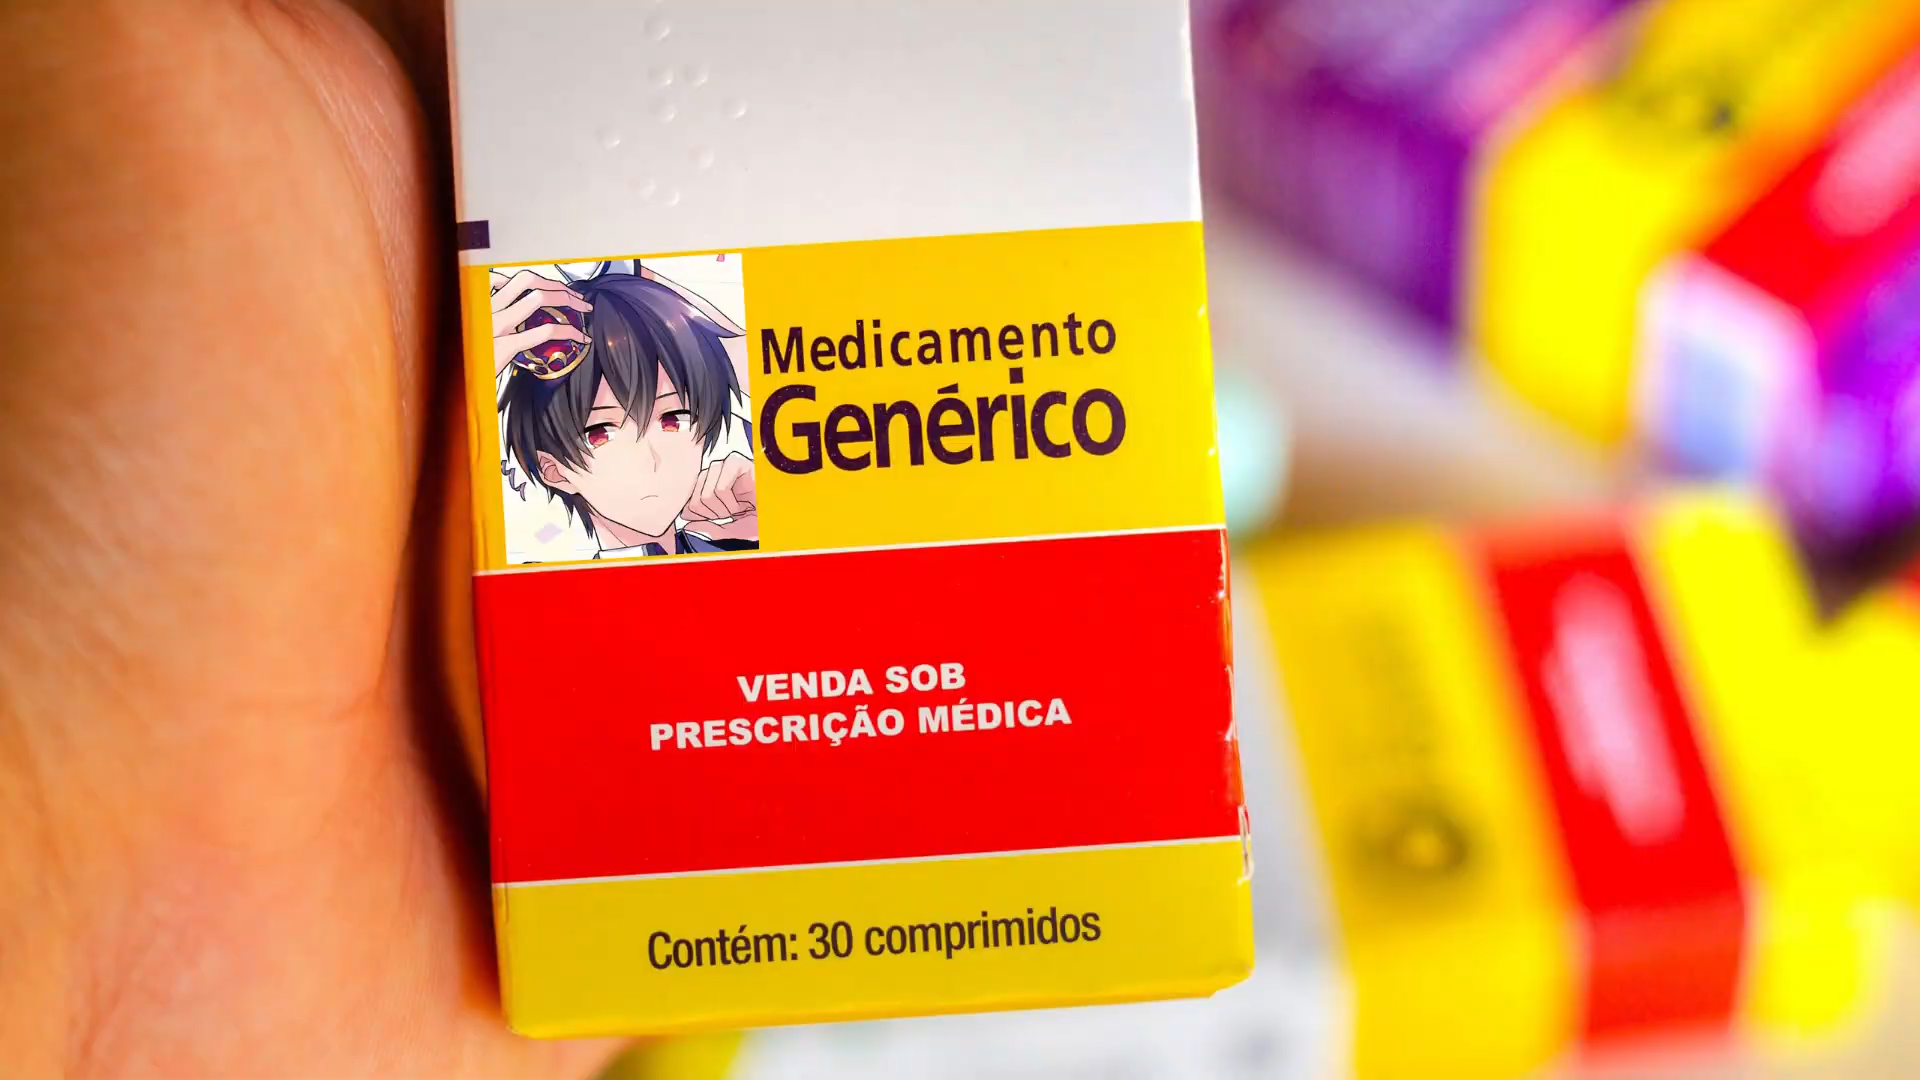 Medicamento
Genérico
VENDA SOB
PRESCRIÇÃO MÉDICA
Contém: 30 comprimidos